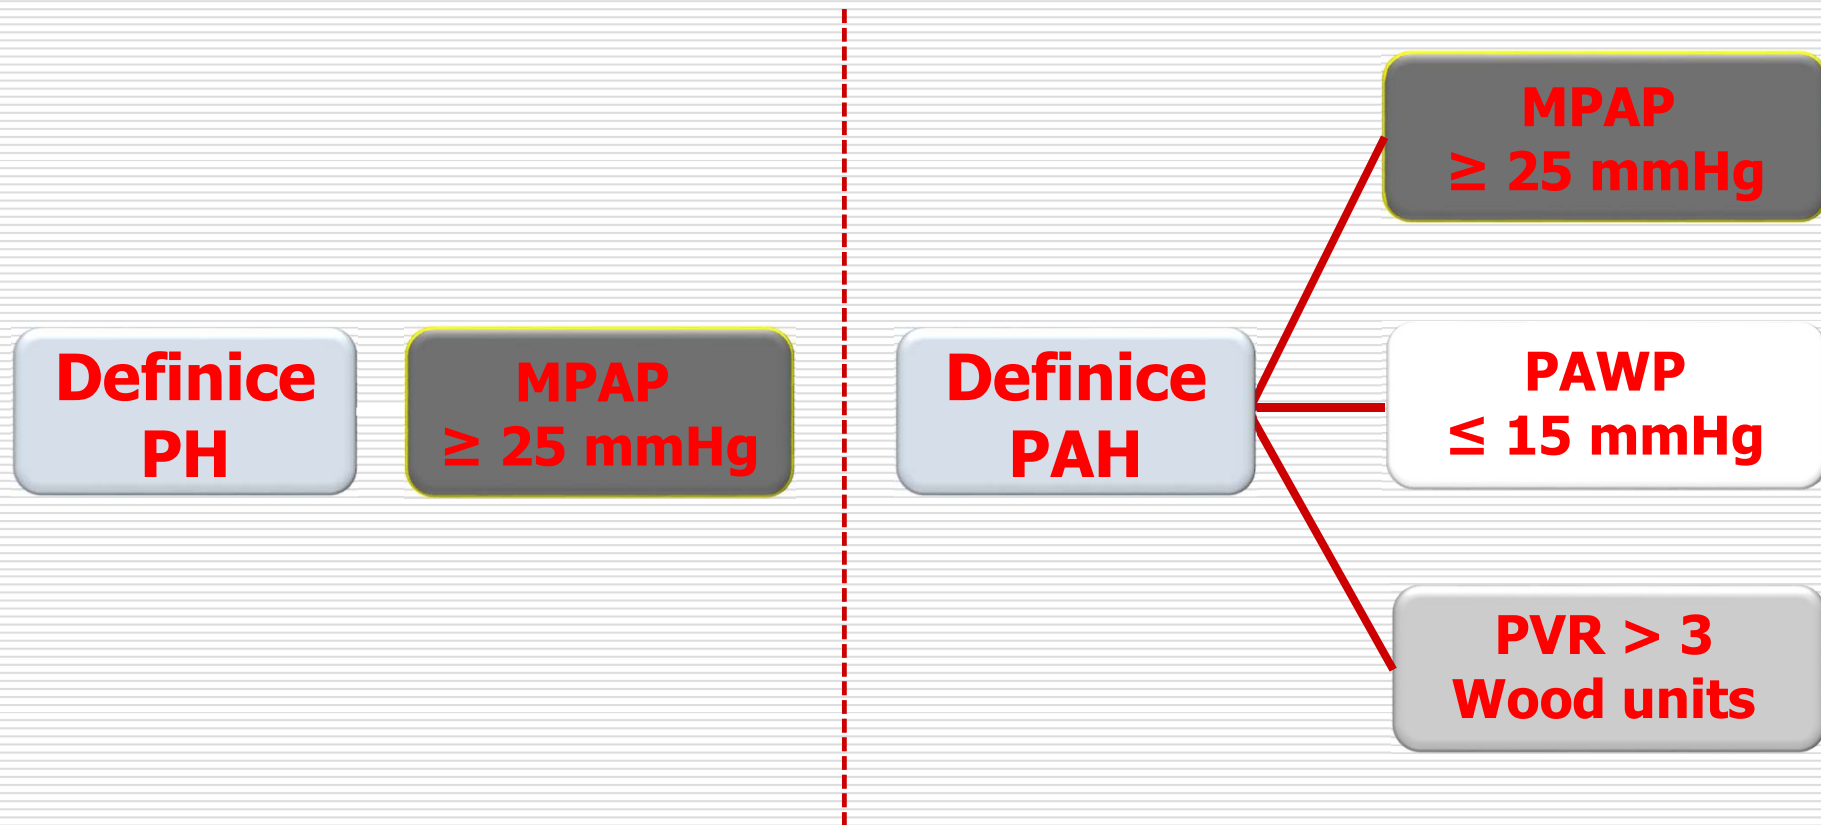 Definice
PH
MPAP
≥ 25 mmHg
Definice
PAH
MPAP
≥ 25 mmHg
PAWP
≤ 15 mmHg
PVR > 3
Wood units